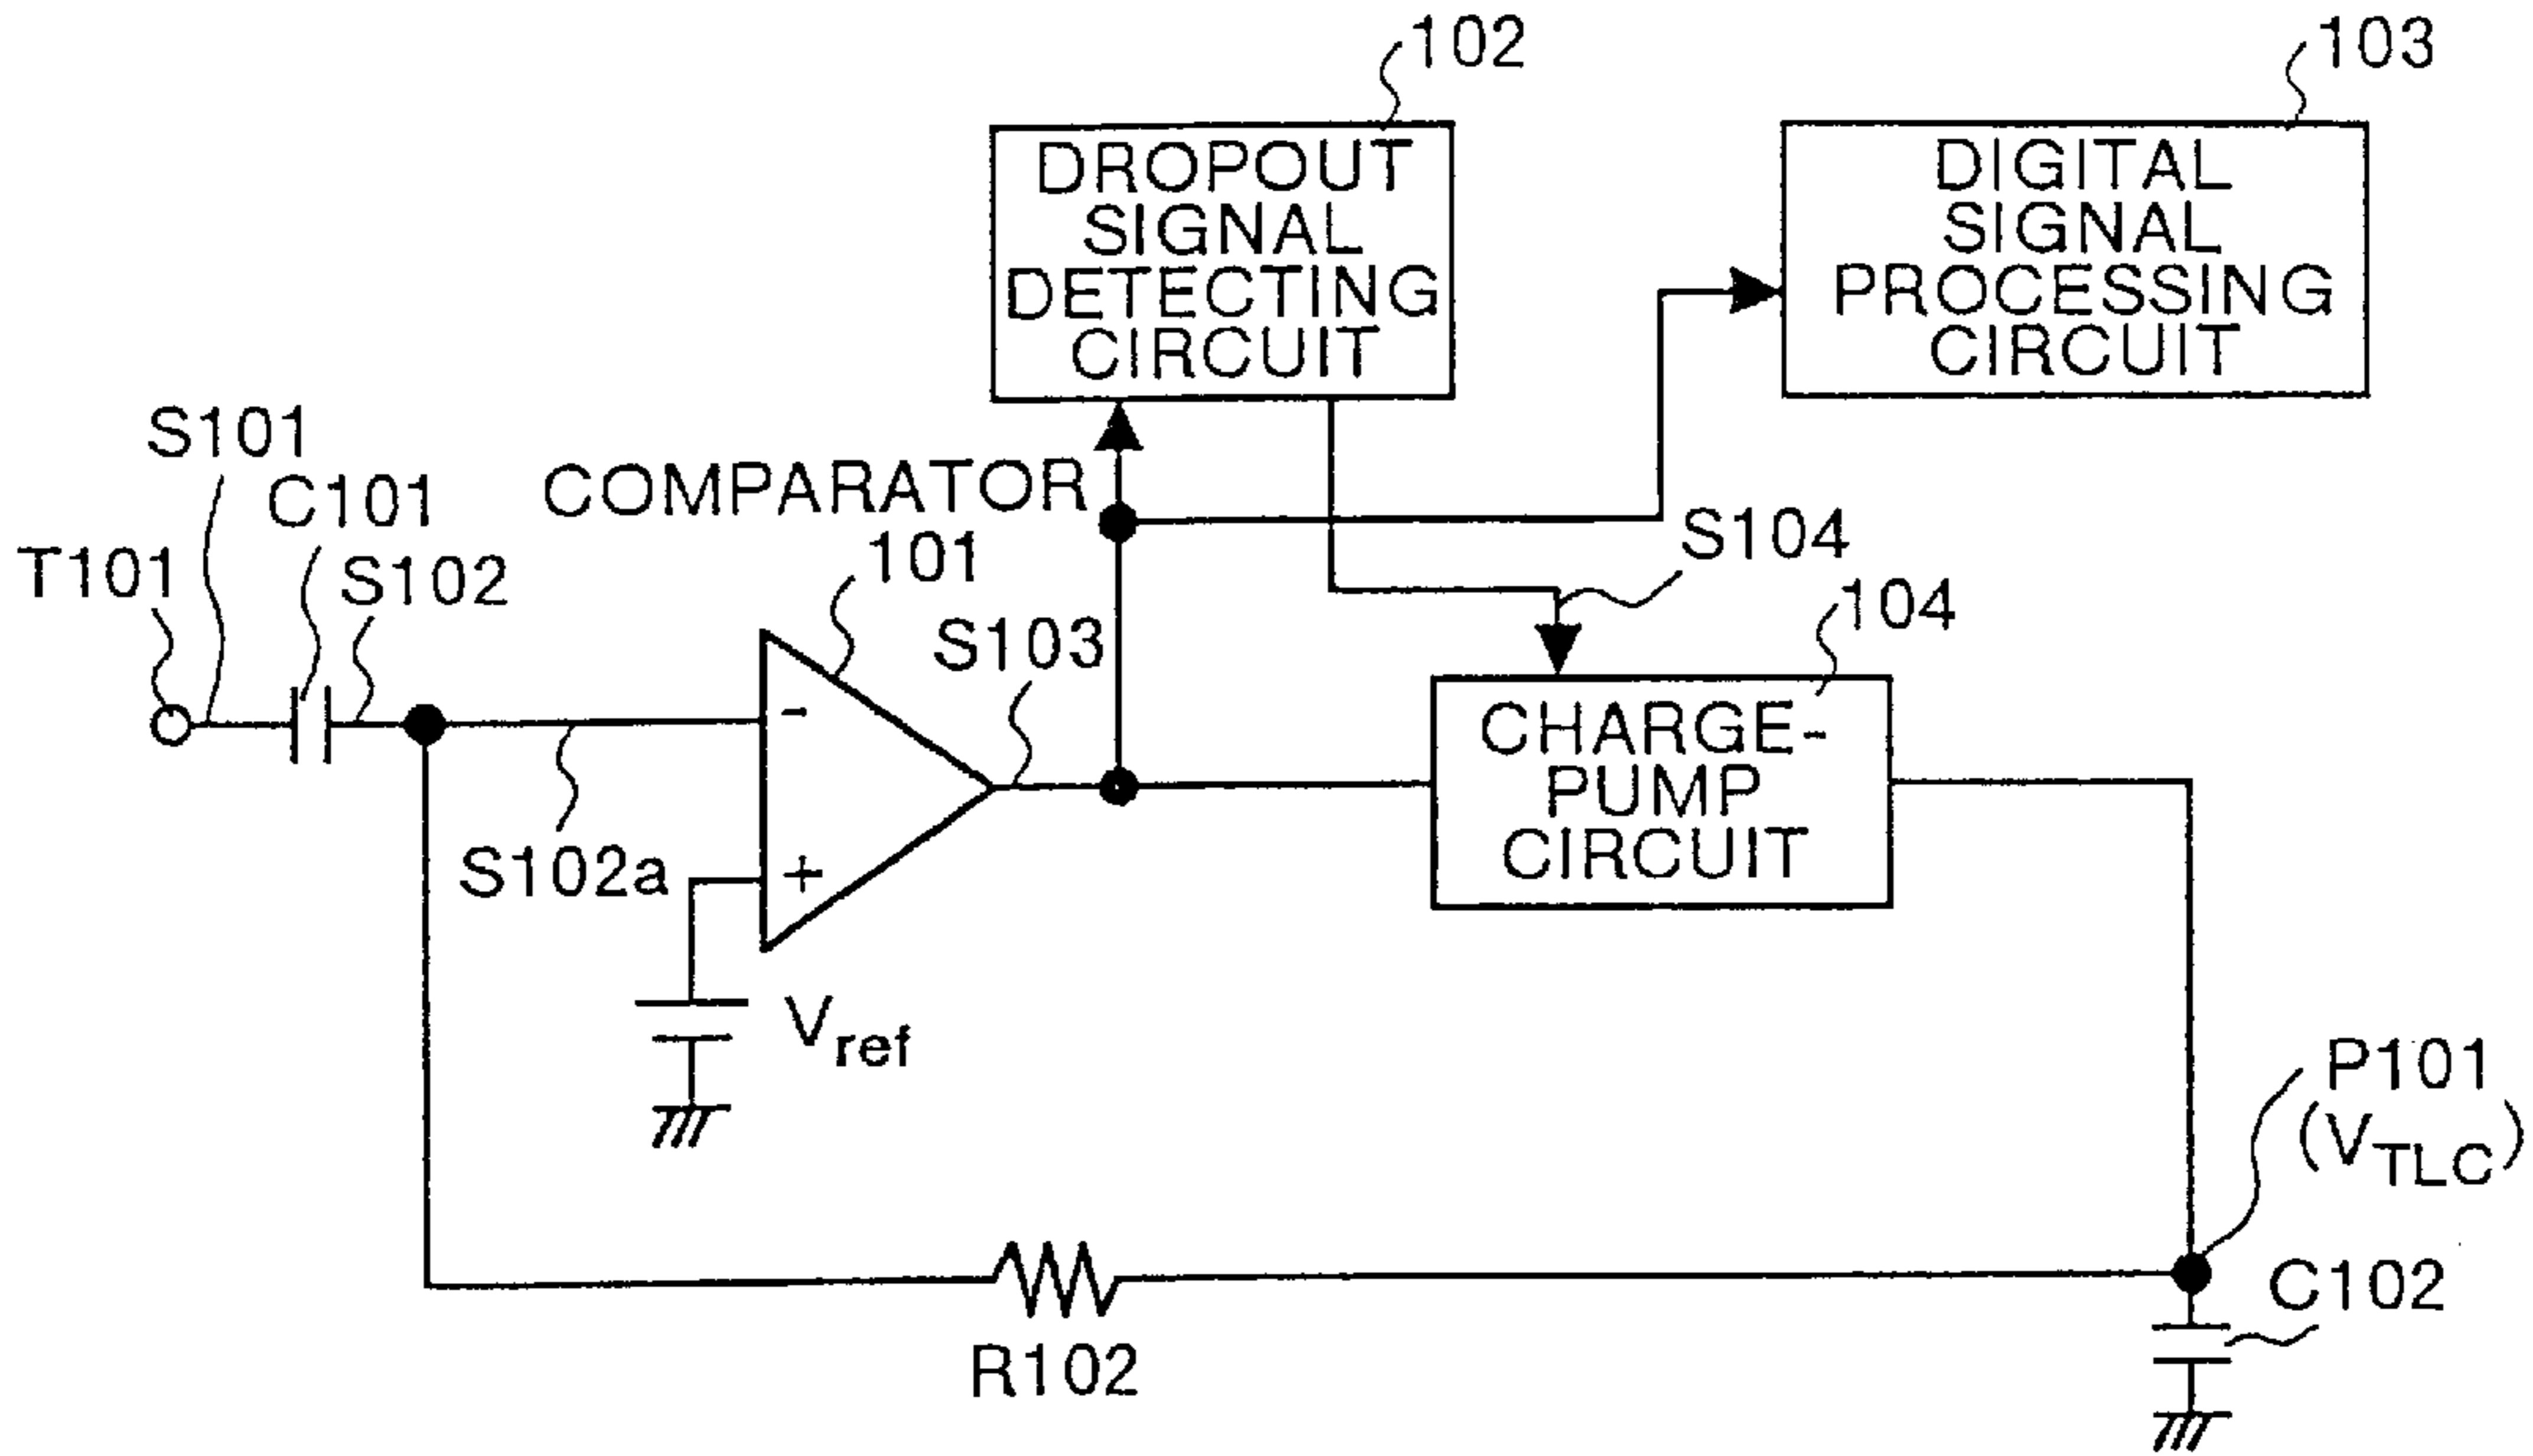 102
103
DROPOUT
SIGNAL
DETECTING
CIRCUIT
DIGITAL
SIGNAL
PROCESSING
CIRCUIT
S101
C101
T101
S102
COMPARATOR
101
S103
S104
104
-
+
S102a
CHARGE-
PUMP
CIRCUIT
Vref
P101
(VTLC)
C102
R102